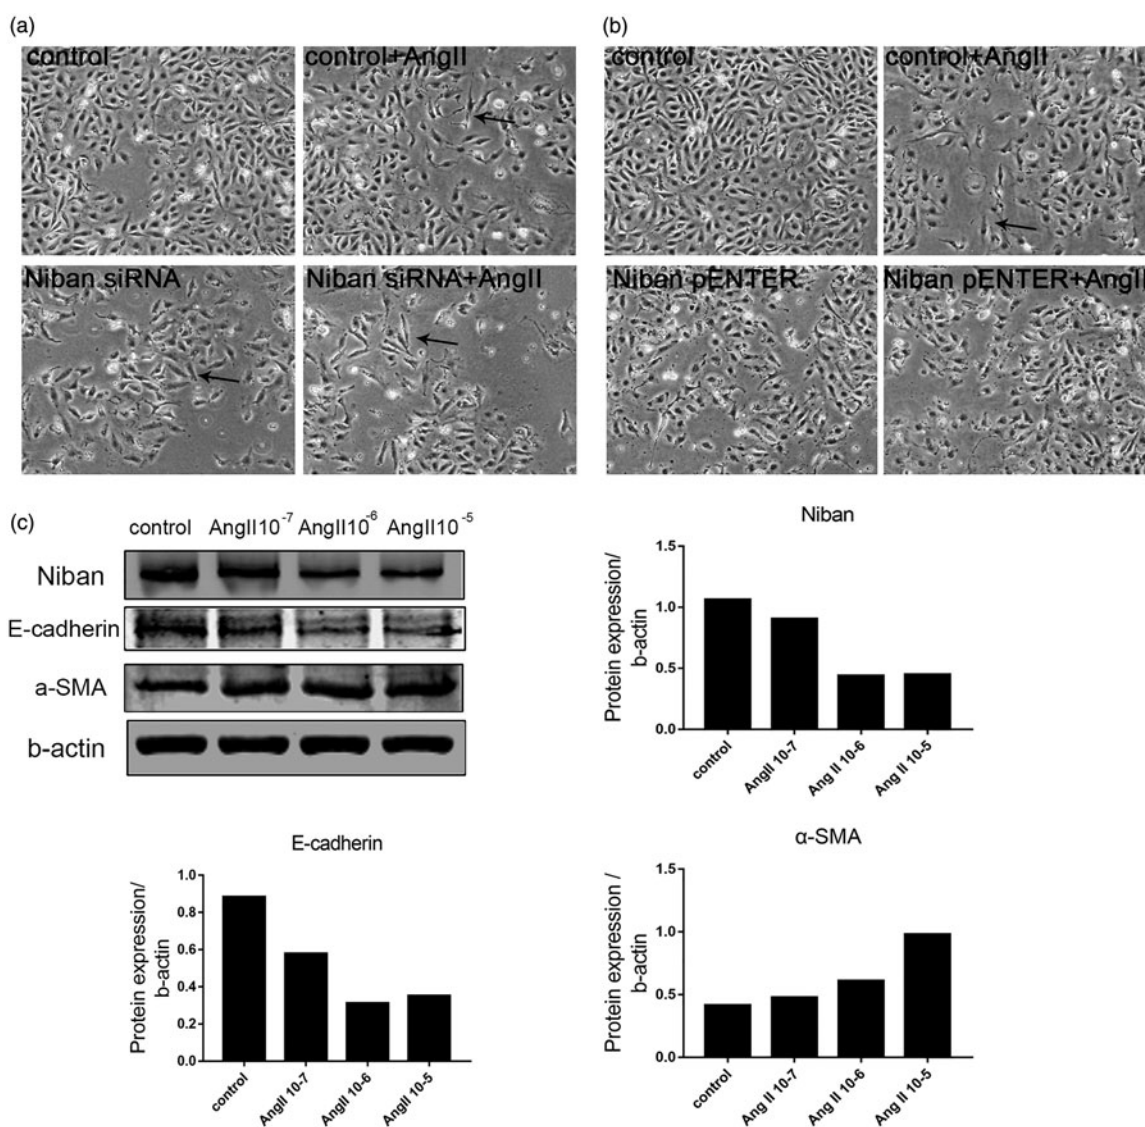 (a)
control
control+AngII
Niban siRNA
Niban siRNA+AngII
(b)
control
control+AngII
Niban pENTER
Niban pENTER+AngII
(c)
control AngII10-7 AngII10-6 AngII10-5
Niban
E-cadherin
a-SMA
b-actin
Niban
Protein expression/
b-actin
1.5
1.0
0.5
0.0
control
AngII 10-7
Ang II 10-6
Ang II 10-5
E-cadherin
Protein expression/
b-actin
1.0
0.8
0.6
0.4
0.2
0.0
control
AngII 10-7
AngII 10-6
AngII 10-5
α-SMA
Protein expression /
b-actin
1.5
1.0
0.5
0.0
control
Ang II 10-7
Ang II 10-6
Ang II 10-5